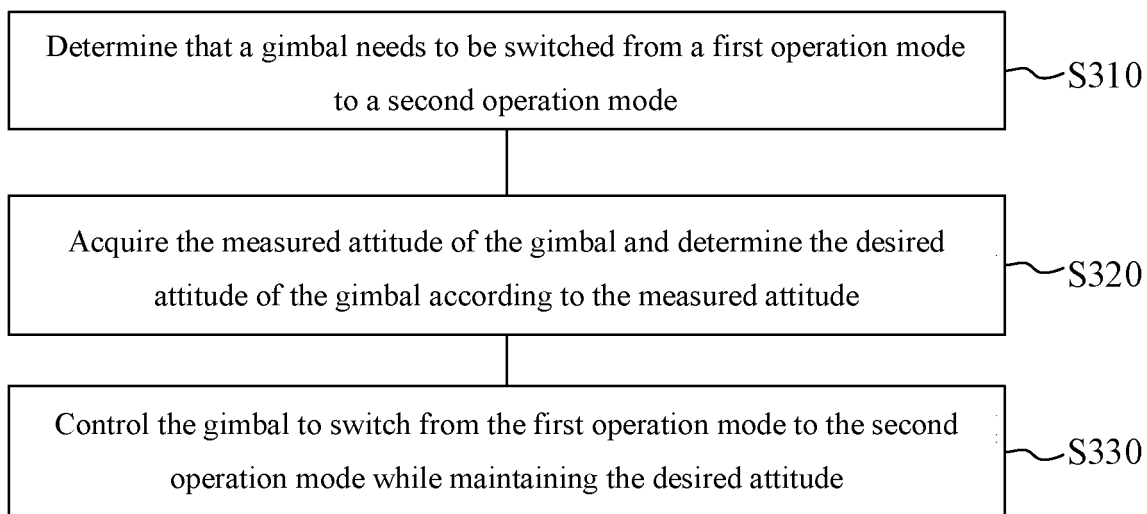 Determine that a gimbal needs to be switched from a first operation mode
to a second operation mode
S310
Acquire the measured attitude of the gimbal and determine the desired
attitude of the gimbal according to the measured attitude
S320
Control the gimbal to switch from the first operation mode to the second
operation mode while maintaining the desired attitude
S330